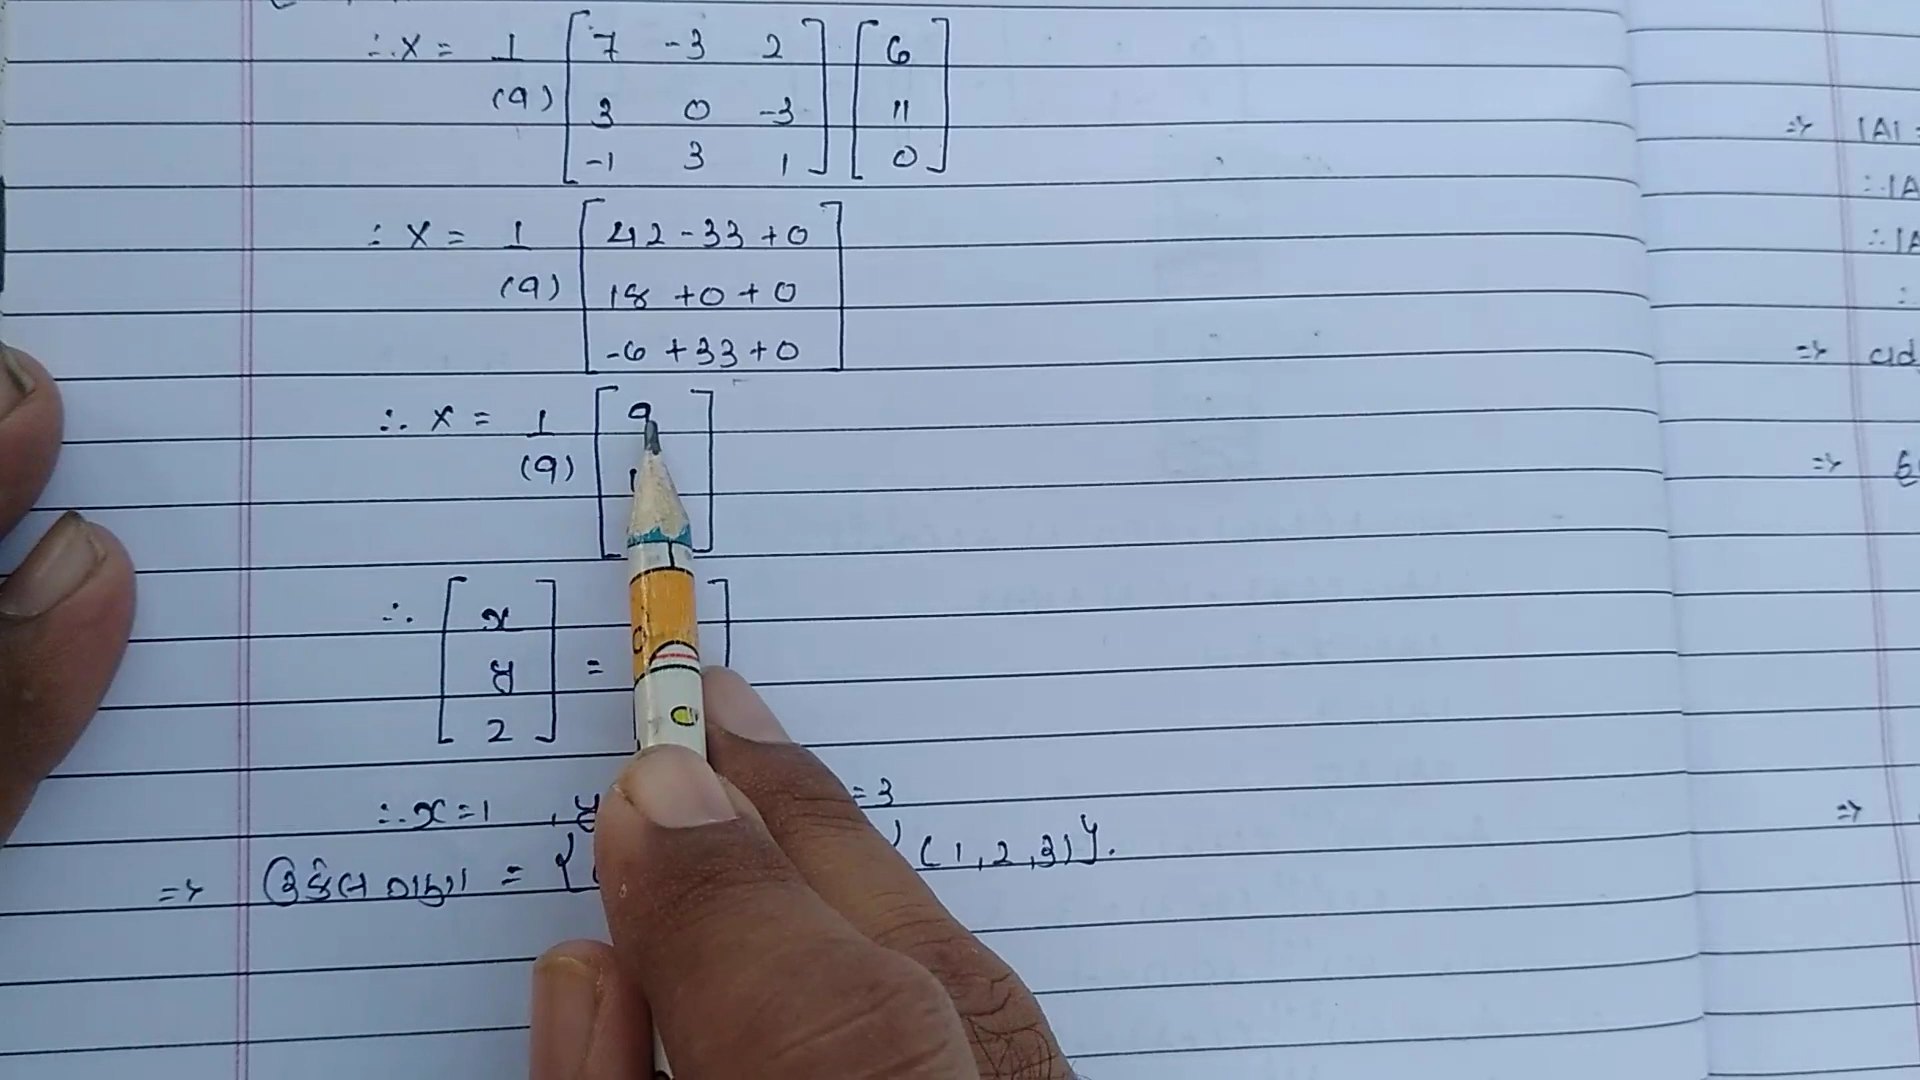 ∴ X = 1/(9) [7 -3 2] [6]
[3 0 -3] [11]
[-1 3 1] [0]
∴ X = 1/(9) [42 - 33 + 0]
[18 + 0 + 0]
[-6 + 33 + 0]
∴ X = 1/(9) [9]
∴ [x]
[y] =
[z]
∴ x = 1 , y = 3
⇒ ઉકેલ ગણ = { (1, 2, 3)}.
⇒ |A| =
∴ |A
∴ |A
∴
⇒ ad
⇒
⇒